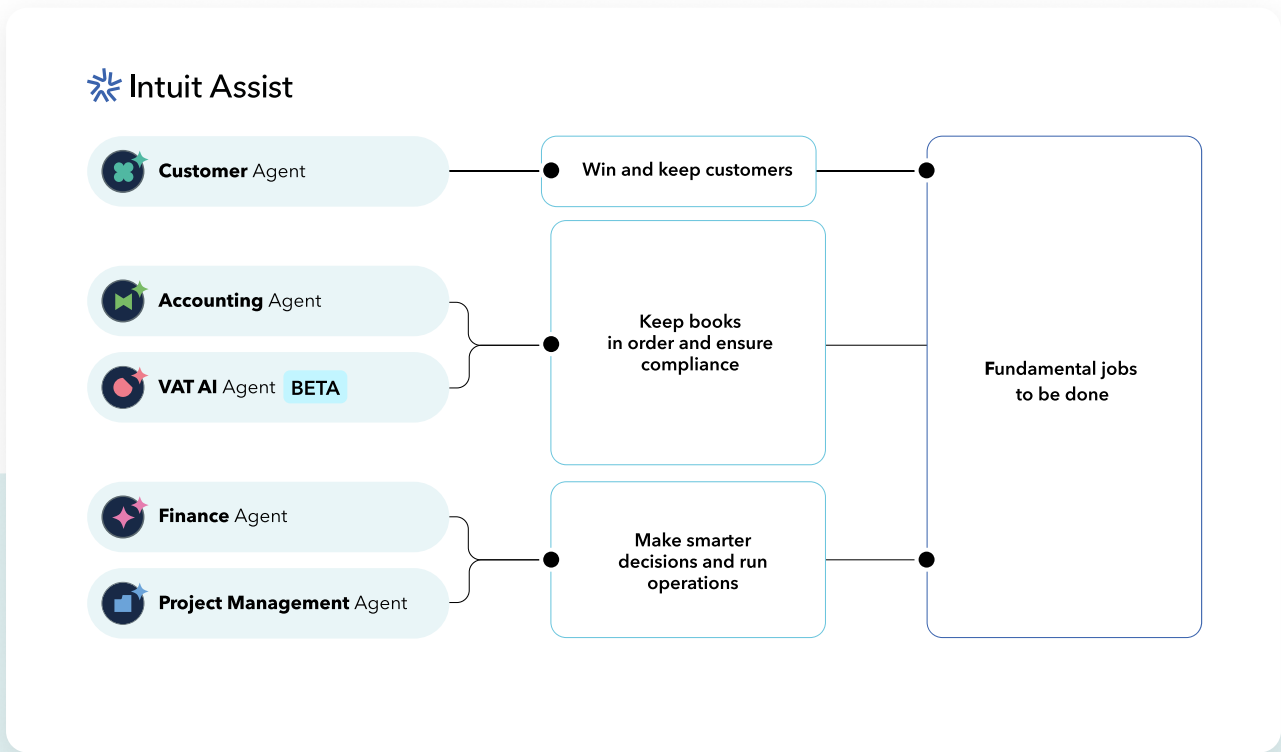 Intuit Assist
Customer Agent
Win and keep customers
Accounting Agent
VAT AI Agent BETA
Keep books
in order and ensure
compliance
Fundamental jobs
to be done
Finance Agent
Project Management Agent
Make smarter
decisions and run
operations